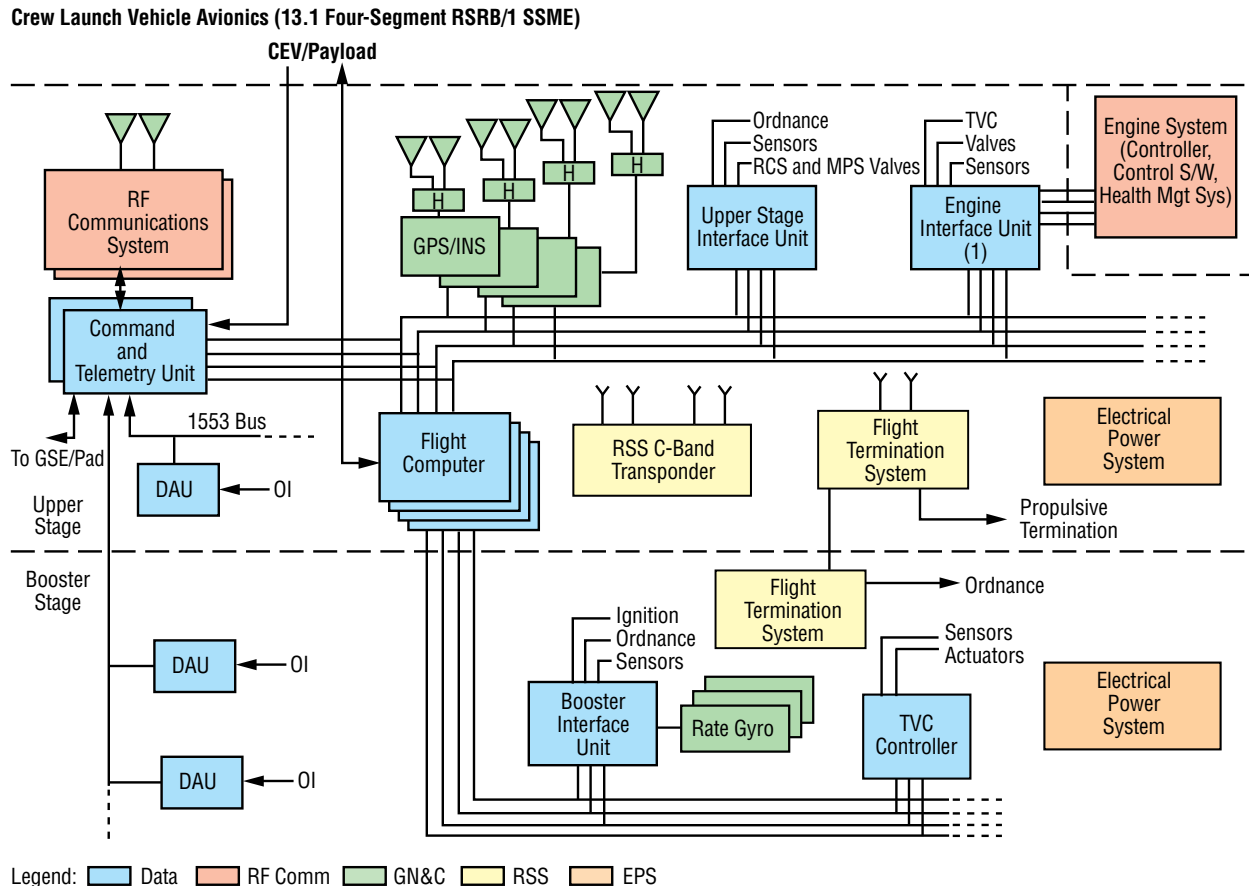 Crew Launch Vehicle Avionics (13.1 Four-Segment RSRB/1 SSME)
CEV/Payload
RF
Communications
System
H
H
H
H
GPS/INS
Ordnance
Sensors
RCS and MPS Valves
Upper Stage
Interface Unit
TVC
Valves
Sensors
Engine
Interface Unit
(1)
Engine System
(Controller,
Control S/W,
Health Mgt Sys)
Command
and
Telemetry Unit
1553 Bus
To GSE/Pad
DAU
OI
Upper
Stage
Flight
Computer
RSS C-Band
Transponder
Flight
Termination
System
Electrical
Power
System
Propulsive
Termination
Booster
Stage
Flight
Termination
System
Ordnance
DAU
OI
Ignition
Ordnance
Sensors
Booster
Interface
Unit
Rate Gyro
Sensors
Actuators
TVC
Controller
Electrical
Power
System
DAU
OI
Legend: Data RF Comm GN&C RSS EPS